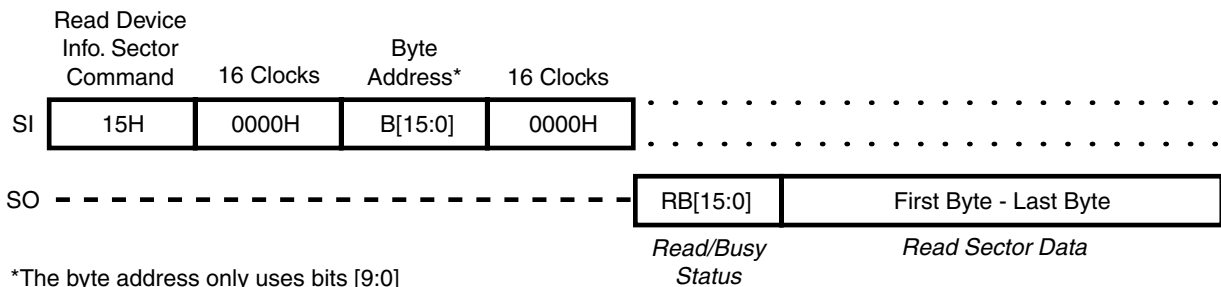 Read Device
Info. Sector
Command
16 Clocks
Byte
Address*
16 Clocks
SI
15H
0000H
B[15:0]
0000H
SO
RB[15:0]
First Byte - Last Byte
Read/Busy
Status
Read Sector Data
*The byte address only uses bits [9:0]